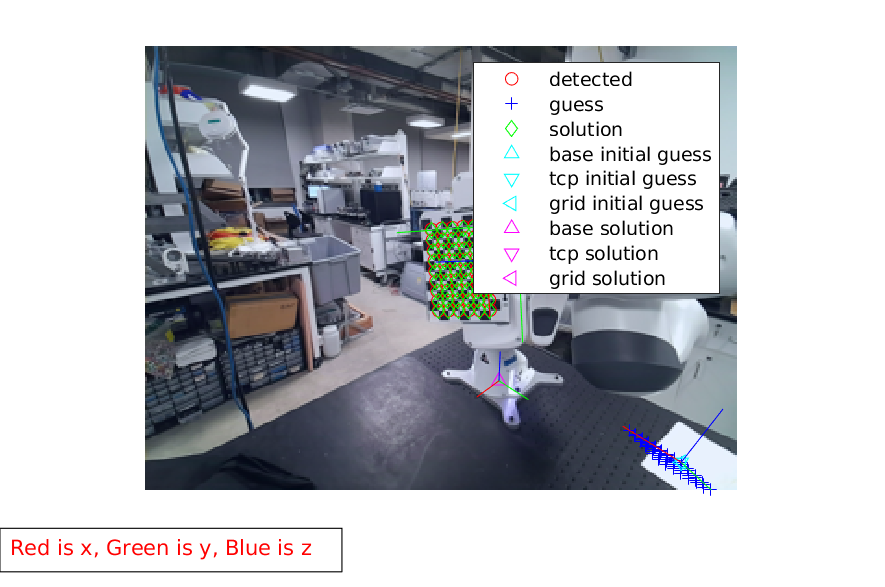 detected
guess
solution
base initial guess
tcp initial guess
grid initial guess
base solution
tcp solution
grid solution
Red is x, Green is y, Blue is z